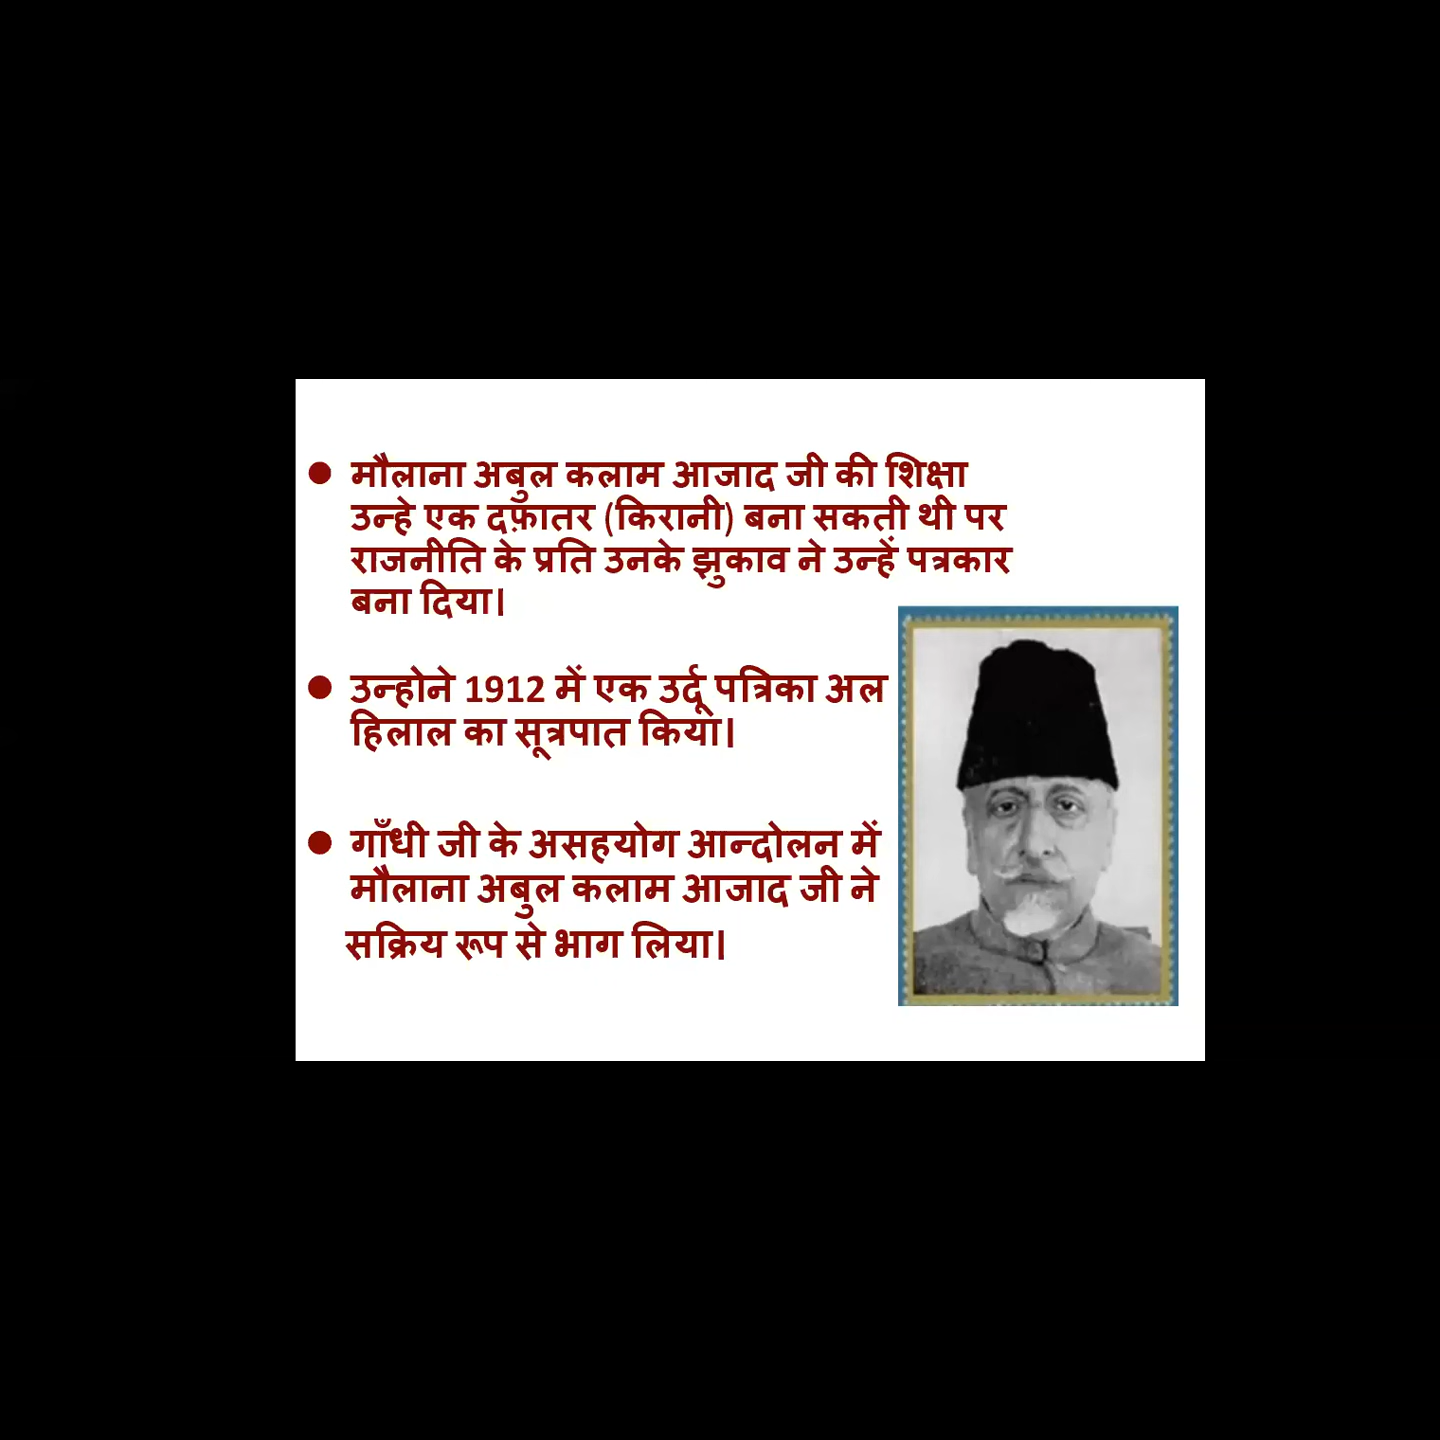 ● मौलाना अबुल कलाम आजाद जी की शिक्षा
उन्हे एक दफ़ातर (किरानी) बना सकती थी पर
राजनीति के प्रति उनके झुकाव ने उन्हें पत्रकार
बना दिया।
● उन्होने 1912 में एक उर्दू पत्रिका अल
हिलाल का सूत्रपात किया।
● गाँधी जी के असहयोग आन्दोलन में
मौलाना अबुल कलाम आजाद जी ने
सक्रिय रूप से भाग लिया।